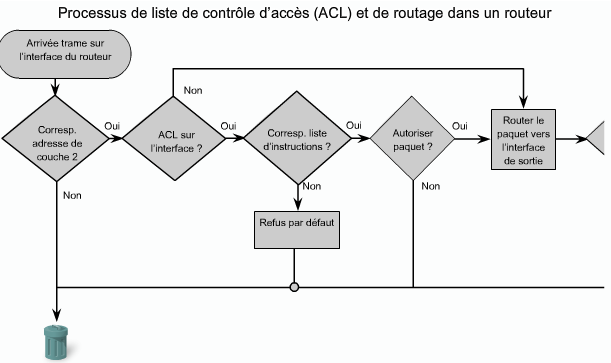 Processus de liste de contrôle d'accès (ACL) et de routage dans un routeur
Arrivée trame sur
l'interface du routeur
Non
Corresp.
adresse de
couche 2
Oui
ACL sur
l'interface ?
Oui
Corresp. liste
d'instructions ?
Oui
Autoriser
paquet ?
Oui
Router le
paquet vers
l'interface
de sortie
Non
Non
Non
Refus par défaut